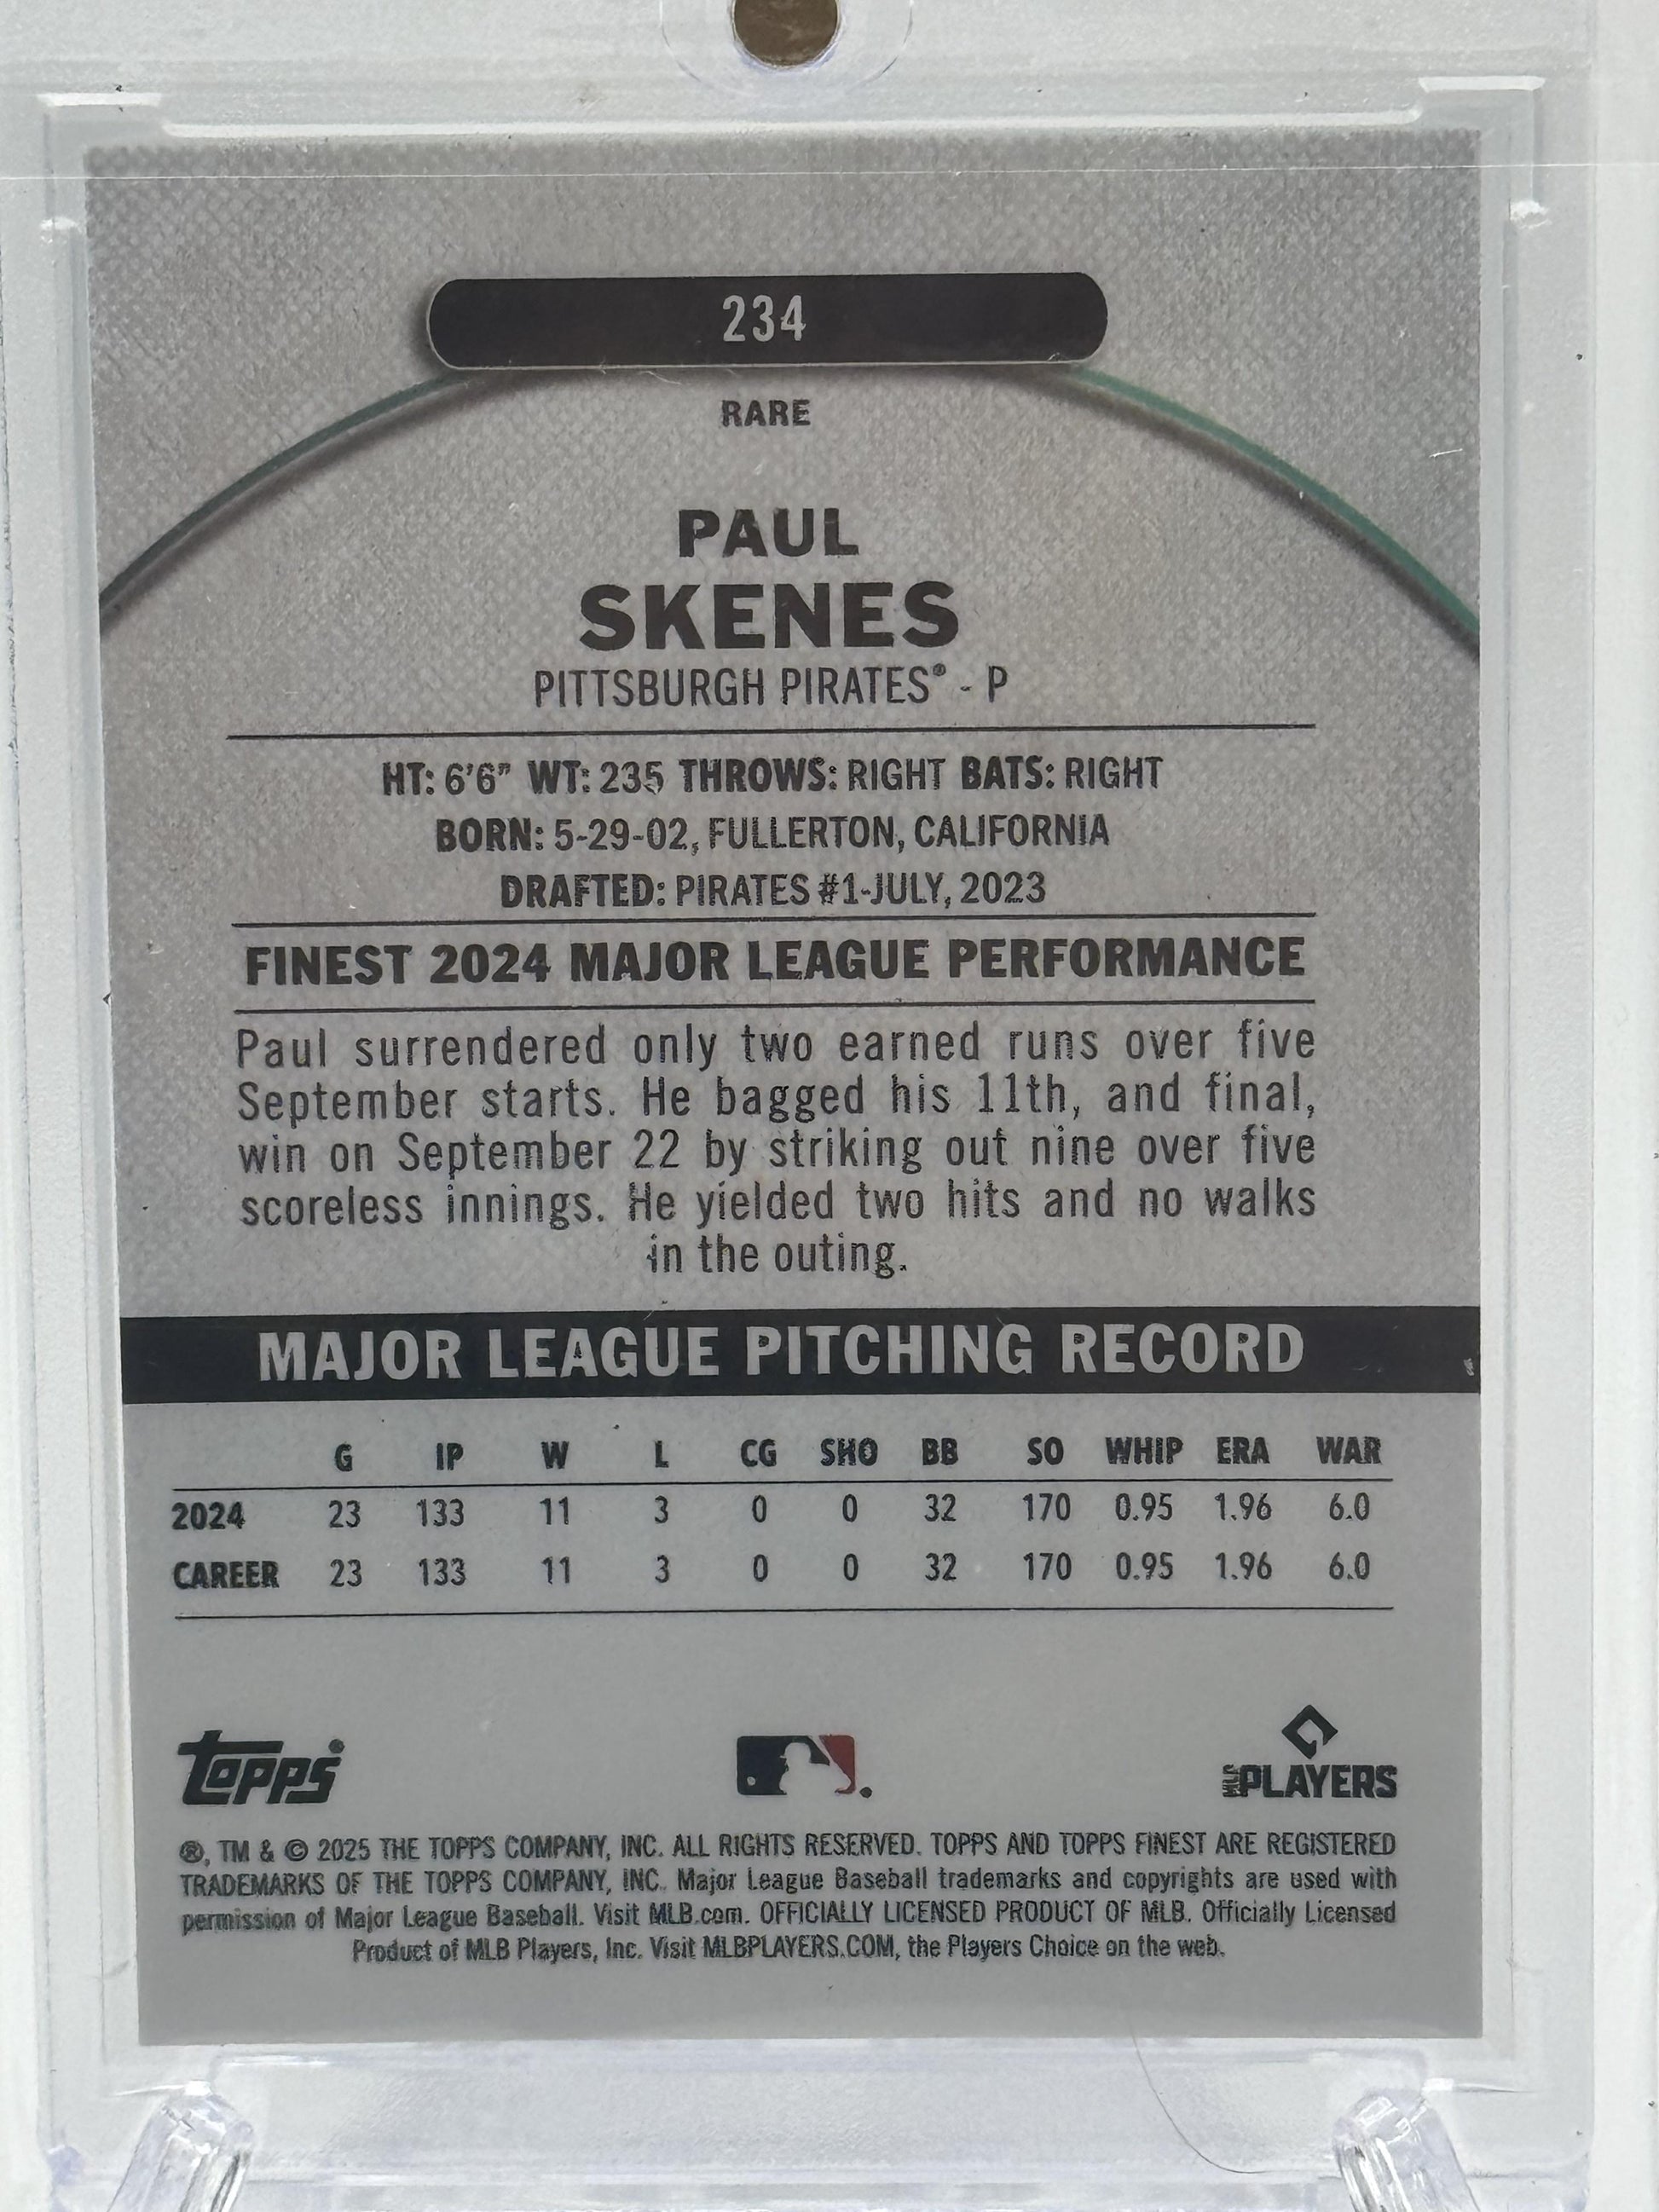 234
RARE
PAUL
SKENES
PITTSBURGH PIRATES® - P
HT: 6'6" WT: 235 THROWS: RIGHT BATS: RIGHT
BORN: 5-29-02, FULLERTON, CALIFORNIA
DRAFTED: PIRATES #1-JULY, 2023
FINEST 2024 MAJOR LEAGUE PERFORMANCE
Paul surrendered only two earned runs over five
September starts. He bagged his 11th, and final,
win on September 22 by striking out nine over five
scoreless innings. He yielded two hits and no walks
in the outing.
MAJOR LEAGUE PITCHING RECORD
G IP W L CG SHO BB SO WHIP ERA WAR
2024 23 133 11 3 0 0 32 170 0.95 1.96 6.0
CAREER 23 133 11 3 0 0 32 170 0.95 1.96 6.0
topps
MLB PLAYERS
®, TM & © 2025 THE TOPPS COMPANY, INC. ALL RIGHTS RESERVED. TOPPS AND TOPPS FINEST ARE REGISTERED
TRADEMARKS OF THE TOPPS COMPANY, INC. Major League Baseball trademarks and copyrights are used with
permission of Major League Baseball. Visit MLB.com. OFFICIALLY LICENSED PRODUCT OF MLB. Officially Licensed
Product of MLB Players, Inc. Visit MLBPLAYERS.COM, the Players Choice on the web.